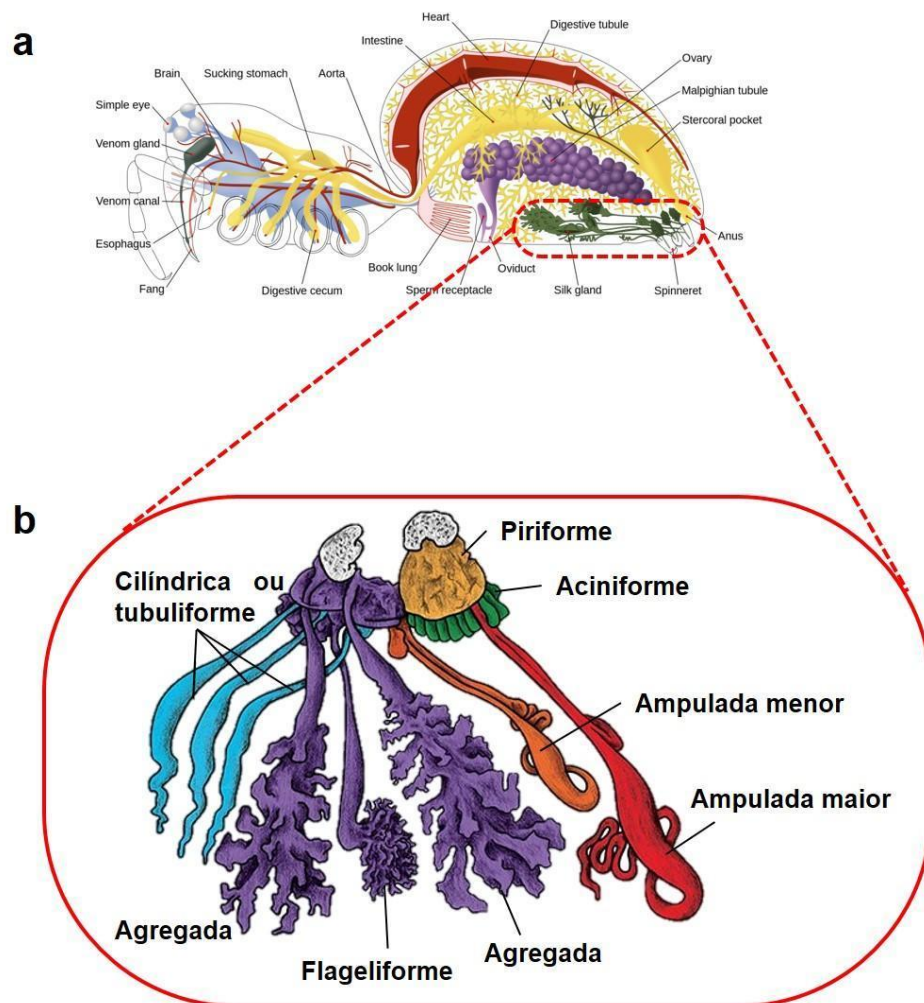 a
Heart
Intestine
Digestive tubule
Brain
Sucking stomach
Aorta
Ovary
Malpighian tubule
Simple eye
Stercoral pocket
Venom gland
Venom canal
Esophagus
Anus
Book lung
Oviduct
Fang
Digestive cecum
Sperm receptacle
Silk gland
Spinneret
b
Piriforme
Cilíndrica ou
tubuliforme
Aciniforme
Ampulada menor
Ampulada maior
Agregada
Flageliforme
Agregada